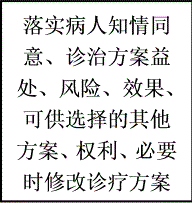 落实病人知情同
意、诊治方案益
处、风险、效果、
可供选择的其他
方案、权利、必要
时修改诊疗方案